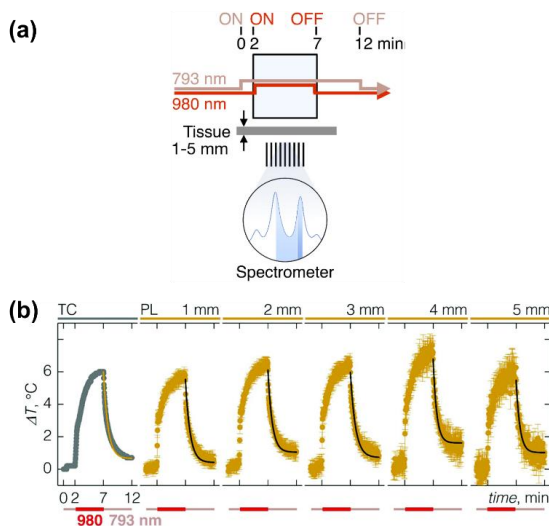 (a)
ON ON OFF OFF
0 2 7 12 min
793 nm
980 nm
Tissue
1-5 mm
Spectrometer
(b)
TC PL 1 mm 2 mm 3 mm 4 mm 5 mm
6
4
2
0
ΔT, °C
0 2 7 12 time, min
980 793 nm